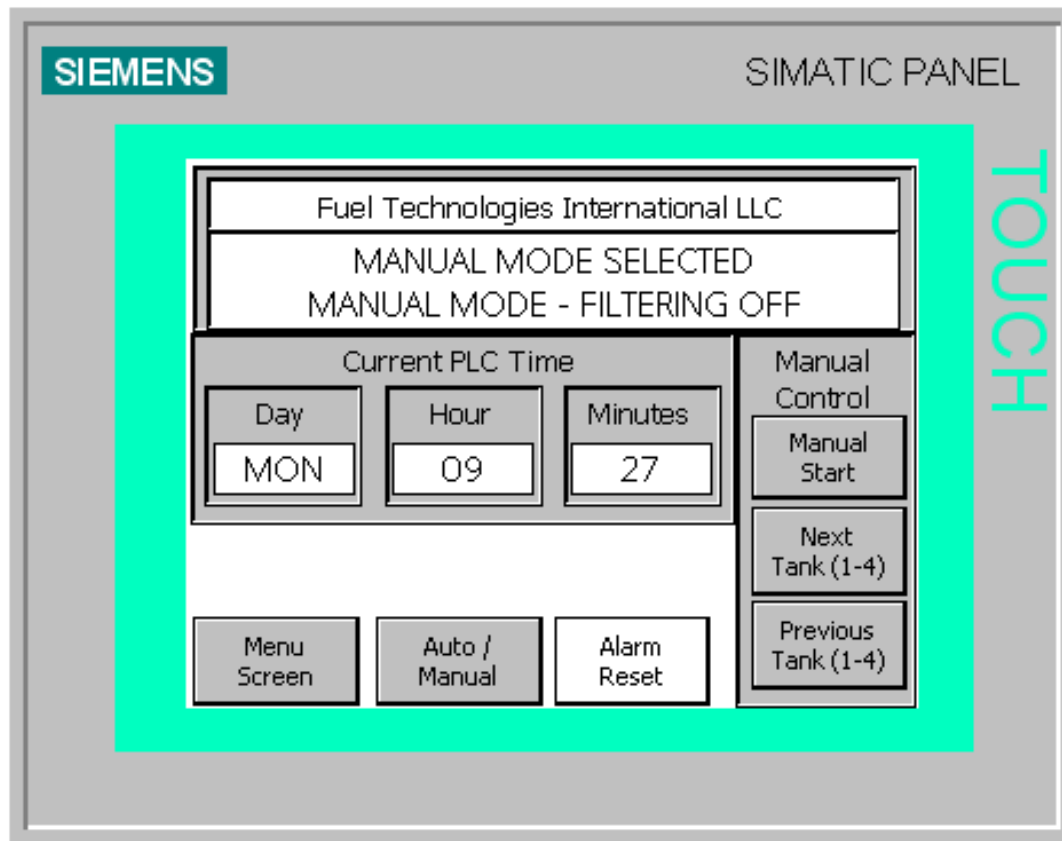 SIEMENS
SIMATIC PANEL
TOUCH
Fuel Technologies International LLC
MANUAL MODE SELECTED
MANUAL MODE - FILTERING OFF
Current PLC Time
Day
Hour
Minutes
MON
09
27
Manual
Control
Manual
Start
Next
Tank (1-4)
Previous
Tank (1-4)
Menu
Screen
Auto /
Manual
Alarm
Reset